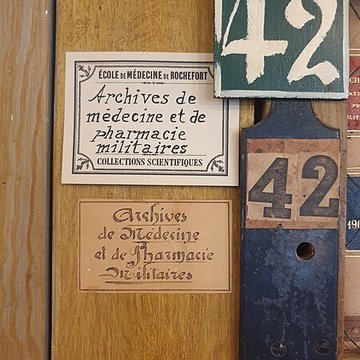 ÉCOLE DE MÉDECINE DE ROCHEFORT
Archives de
médecine et de
pharmacie
militaires
COLLECTIONS SCIENTIFIQUES
Archives
de Médecine
et de Pharmacie
Militaires
42
42